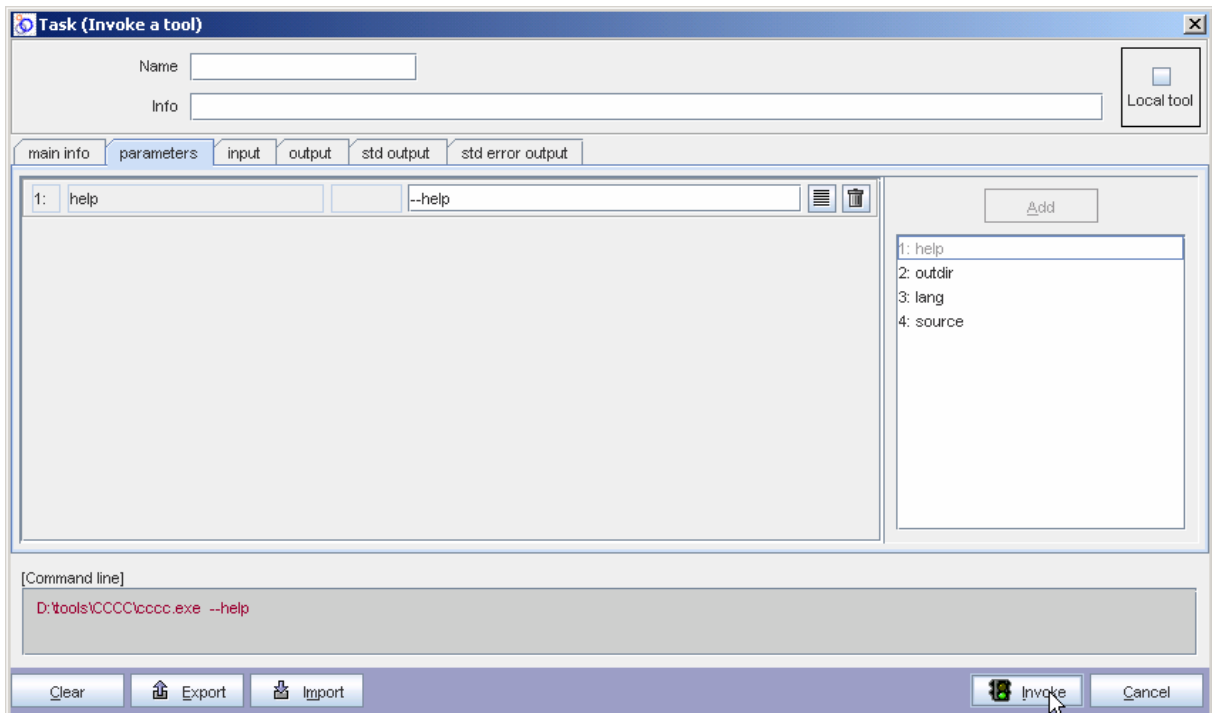 Task (Invoke a tool)
Name
Info
Local tool
main info parameters input output std output std error output
1: help --help
Add
1: help
2: outdir
3: lang
4: source
[Command line]
D:\tools\CCCC\cccc.exe --help
Clear Export Import Invoke Cancel